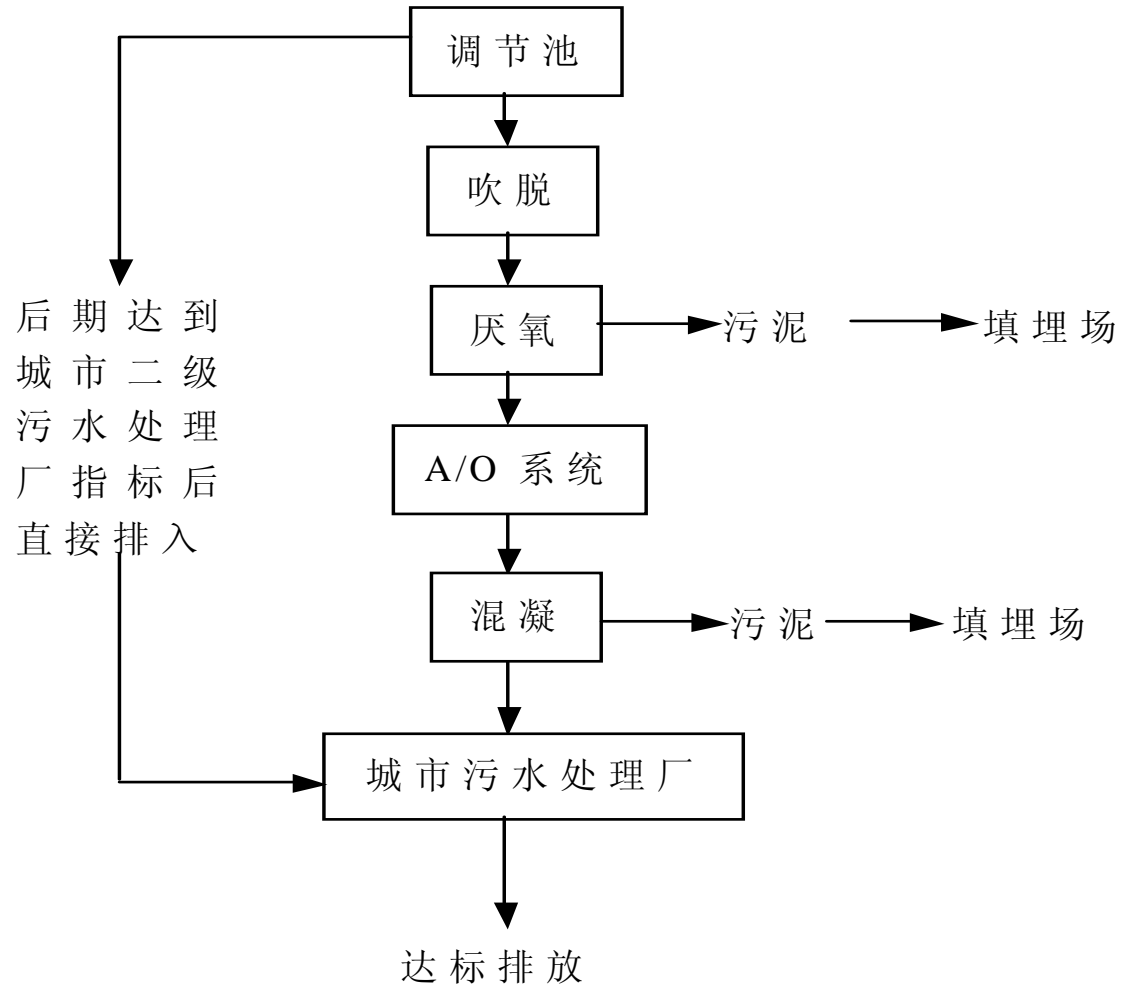 调节池
吹脱
后期达到
城市二级
污水处理
厂指标后
直接排入
厌氧
污泥
填埋场
A/O 系统
混凝
污泥
填埋场
城市污水处理厂
达标排放